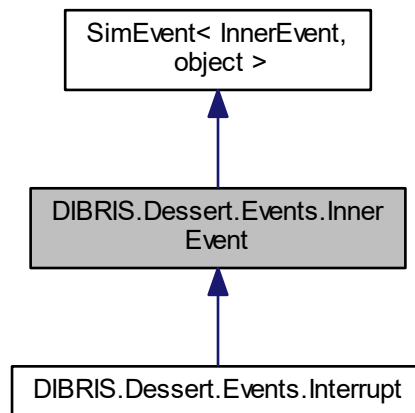 SimEvent< InnerEvent,
object >
DIBRIS.Dessert.Events.Inner
Event
DIBRIS.Dessert.Events.Interrupt